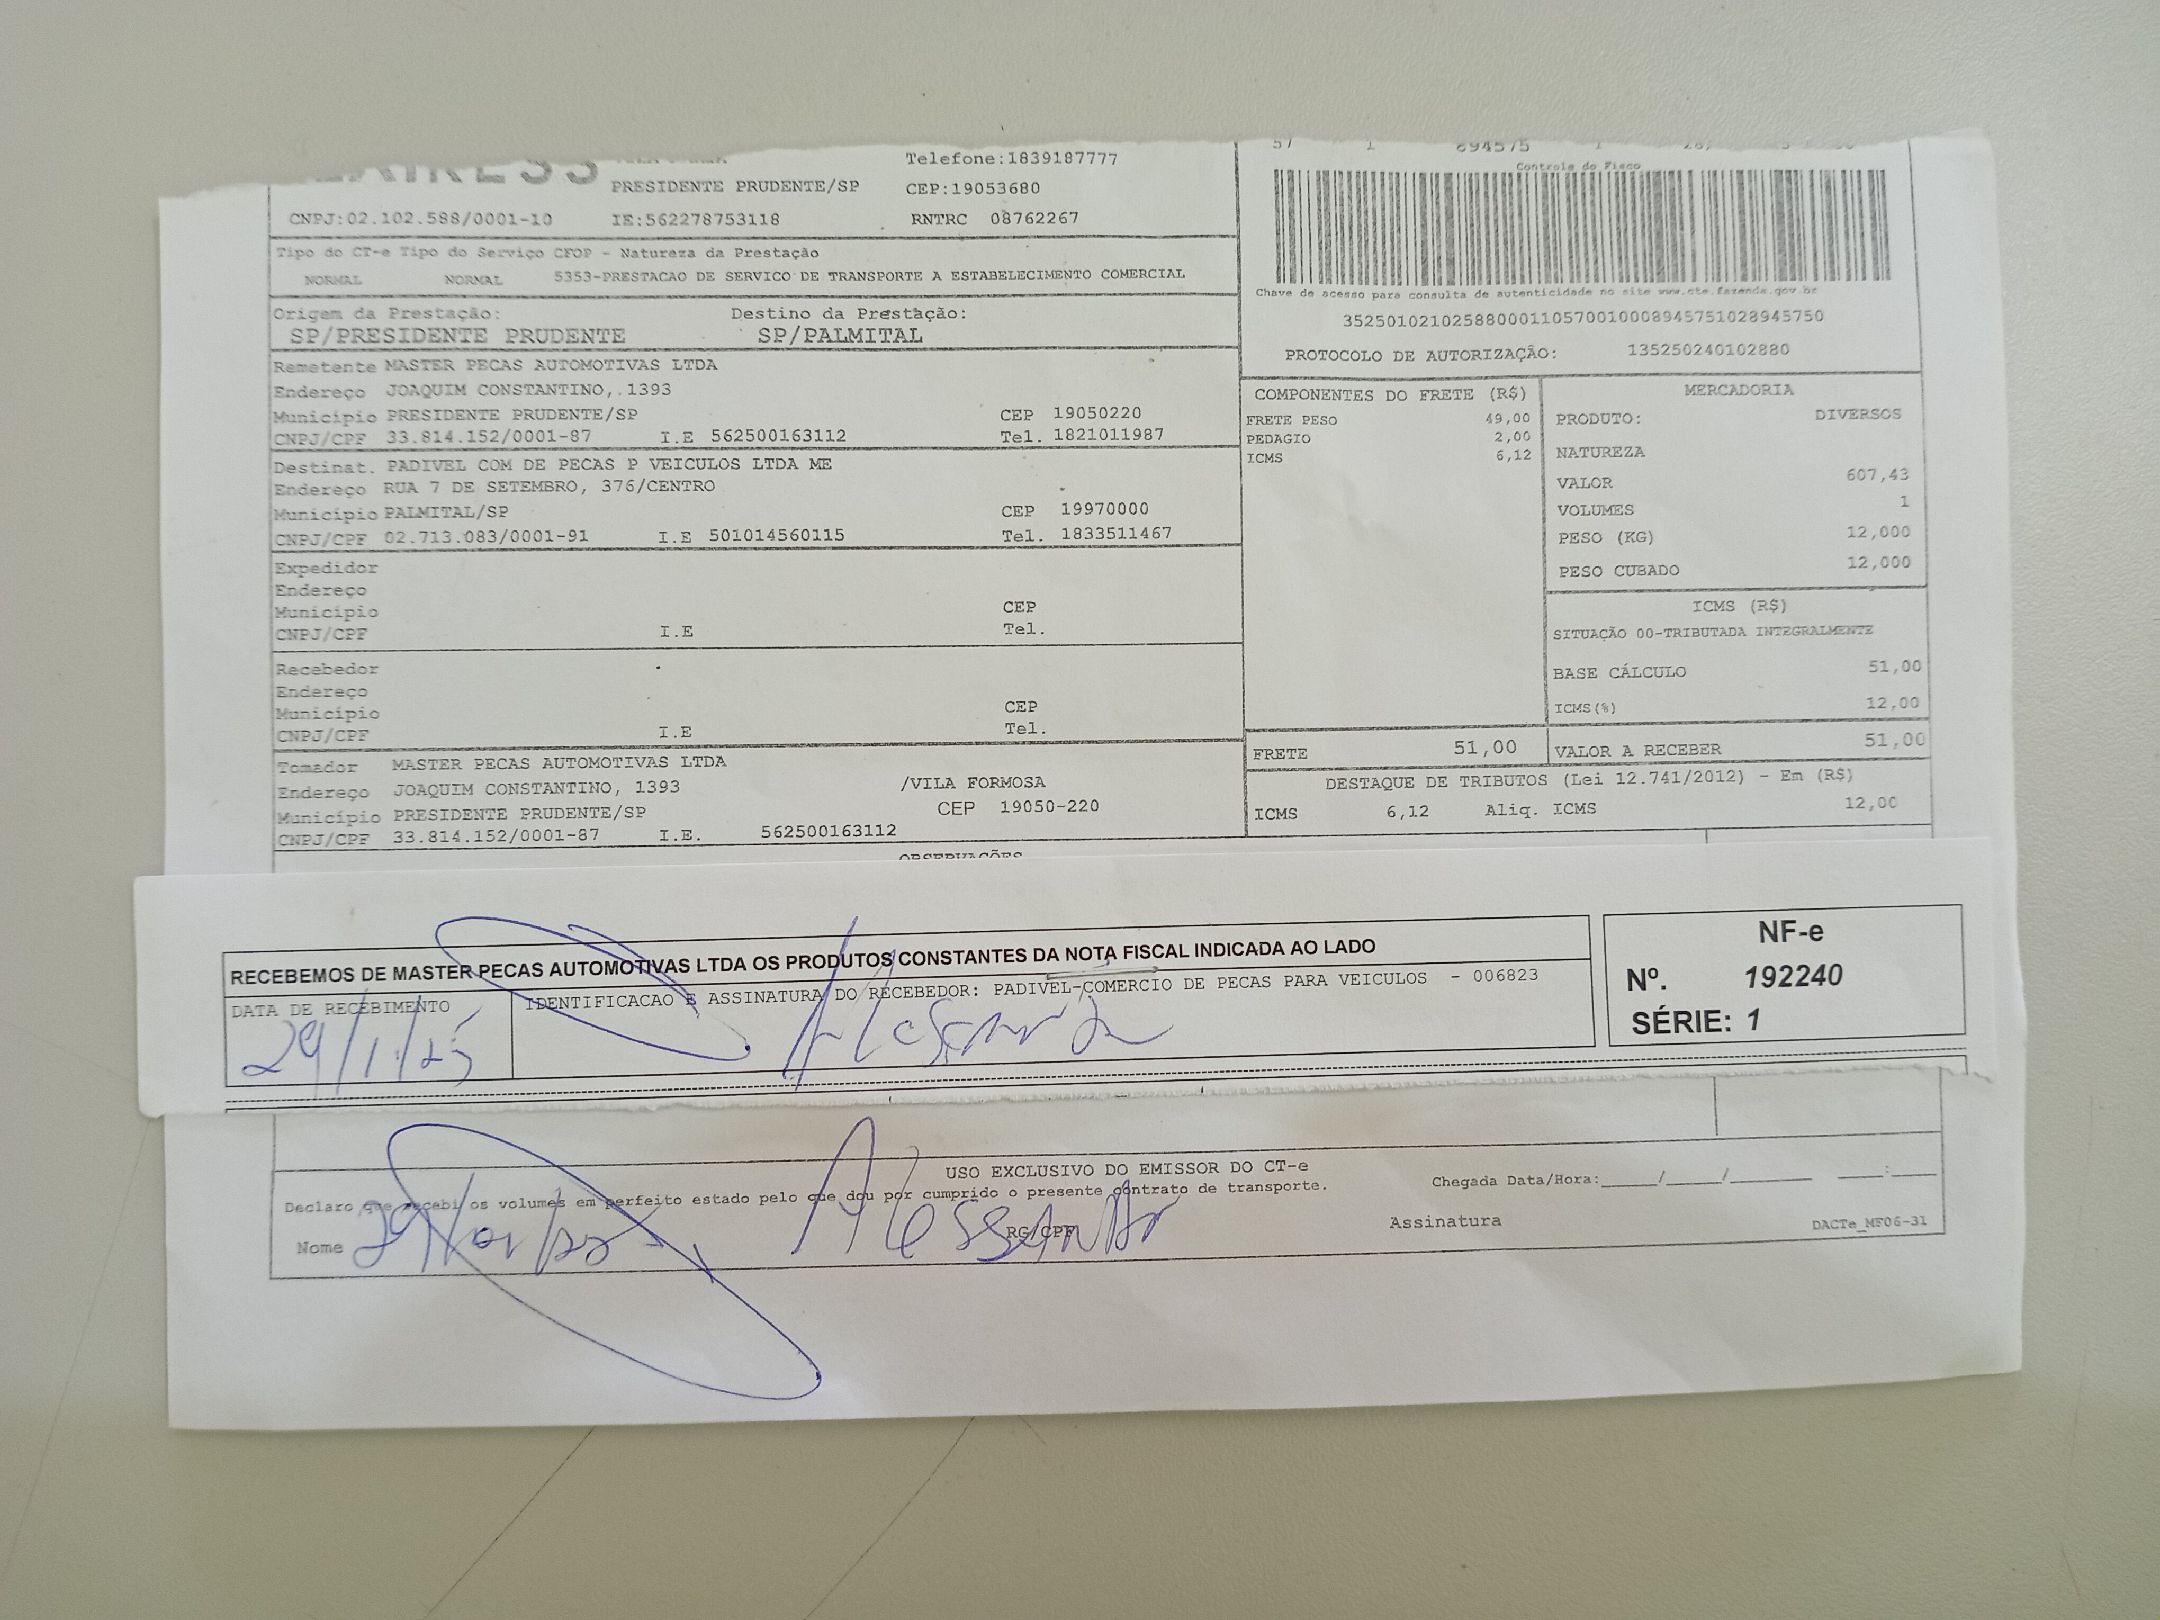 Telefone:1839187777
PRESIDENTE PRUDENTE/SP CEP:19053680
CNPJ:02.102.588/0001-10 IE:562278753118 RNTRC 08762267
Tipo do CT-e Tipo do Serviço CFOP - Natureza da Prestação
NORMAL NORMAL 5353-PRESTACAO DE SERVICO DE TRANSPORTE A ESTABELECIMENTO COMERCIAL
Origem da Prestação: Destino da Prestação:
SP/PRESIDENTE PRUDENTE SP/PALMITAL
Remetente MASTER PECAS AUTOMOTIVAS LTDA
Endereço JOAQUIM CONSTANTINO, 1393
Município PRESIDENTE PRUDENTE/SP CEP 19050220
CNPJ/CPF 33.814.152/0001-87 I.E 562500163112 Tel. 1821011987
Destinat. PADIVEL COM DE PECAS P VEICULOS LTDA ME
Endereço RUA 7 DE SETEMBRO, 376/CENTRO
Município PALMITAL/SP CEP 19970000
CNPJ/CPF 02.713.083/0001-91 I.E 501014560115 Tel. 1833511467
Expedidor
Endereço
Município CEP
CNPJ/CPF I.E Tel.
Recebedor
Endereço
Município CEP
CNPJ/CPF I.E Tel.
Tomador MASTER PECAS AUTOMOTIVAS LTDA
Endereço JOAQUIM CONSTANTINO, 1393 /VILA FORMOSA
Município PRESIDENTE PRUDENTE/SP CEP 19050-220
CNPJ/CPF 33.814.152/0001-87 I.E. 562500163112
OBSERVAÇÕES
57 1 894575 1
Controle do Fisco
Chave de acesso para consulta de autenticidade no site www.cte.fazenda.gov.br
35250102102588000110570010008945751028945750
PROTOCOLO DE AUTORIZAÇÃO: 135250240102880
COMPONENTES DO FRETE (R$)
FRETE PESO 49,00
PEDAGIO 2,00
ICMS 6,12
MERCADORIA
PRODUTO: DIVERSOS
NATUREZA
VALOR 607,43
VOLUMES 1
PESO (KG) 12,000
PESO CUBADO 12,000
ICMS (R$)
SITUAÇÃO 00-TRIBUTADA INTEGRALMENTE
BASE CÁLCULO 51,00
ICMS(%) 12,00
FRETE 51,00 VALOR A RECEBER 51,00
DESTAQUE DE TRIBUTOS (Lei 12.741/2012) - Em (R$)
ICMS 6,12 Aliq. ICMS 12,00
RECEBEMOS DE MASTER PECAS AUTOMOTIVAS LTDA OS PRODUTOS CONSTANTES DA NOTA FISCAL INDICADA AO LADO
DATA DE RECEBIMENTO IDENTIFICACAO E ASSINATURA DO RECEBEDOR: PADIVEL-COMERCIO DE PECAS PARA VEICULOS - 006823
29/1/25
NF-e
Nº. 192240
SÉRIE: 1
USO EXCLUSIVO DO EMISSOR DO CT-e
Declaro que recebi os volumes em perfeito estado pelo que dou por cumprido o presente contrato de transporte.
Chegada Data/Hora:______/______/_________ _____:_____
Nome RG/CPF Assinatura
DACTe_MF06-31